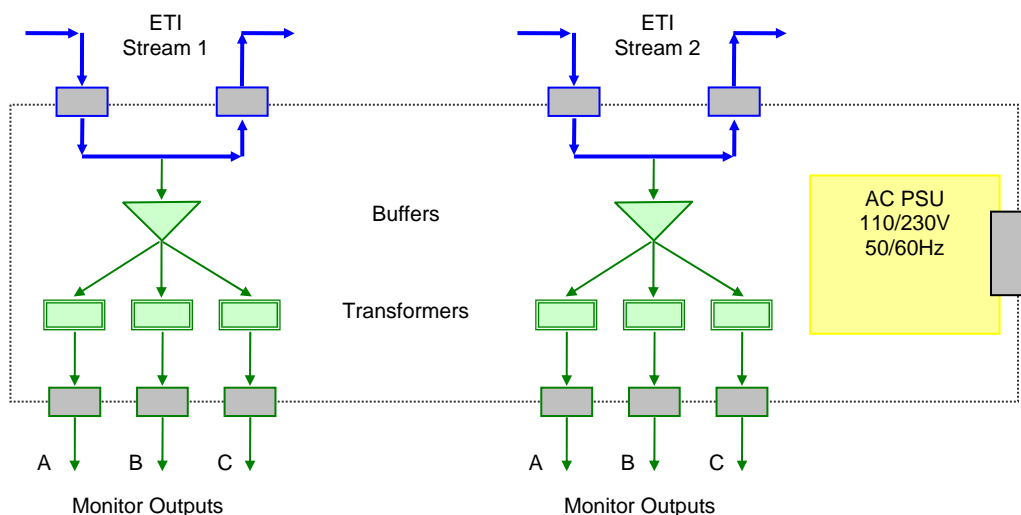 ETI
Stream 1
ETI
Stream 2
Buffers
AC PSU
110/230V
50/60Hz
Transformers
A B C
A B C
Monitor Outputs
Monitor Outputs